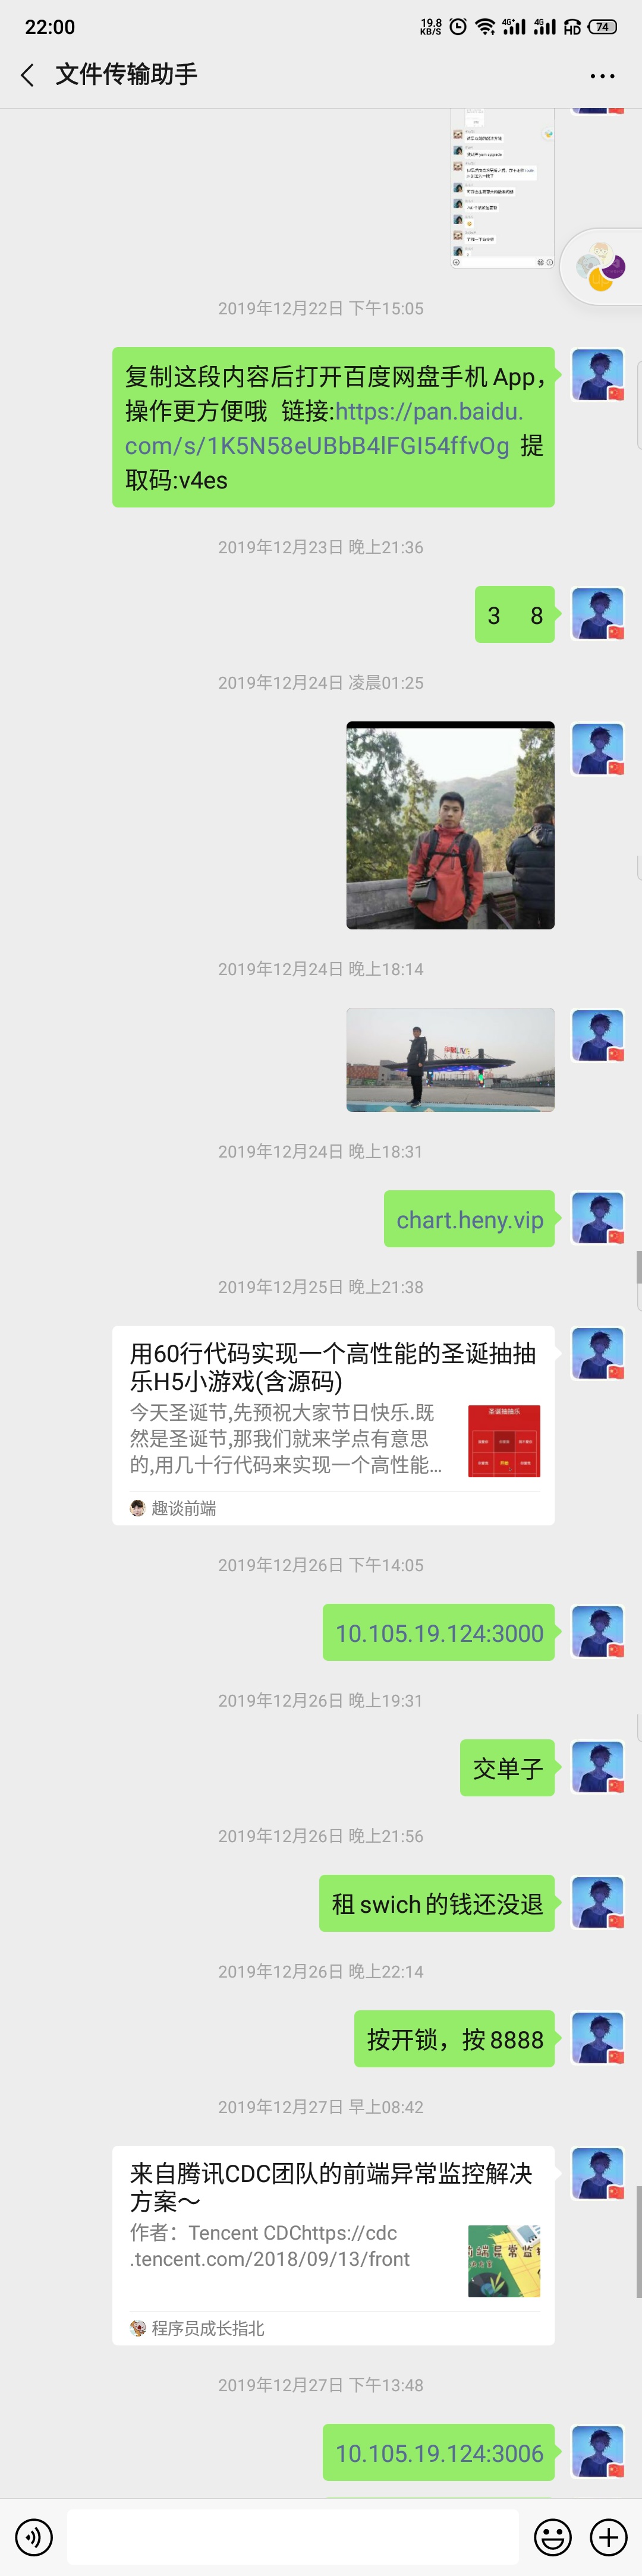 22:00
19.8 KB/S 4G+ 4G HD 74
文件传输助手
2019年12月22日 下午15:05
复制这段内容后打开百度网盘手机 App,
操作更方便哦 链接:https://pan.baidu.
com/s/1K5N58eUBbB4lFGI54ffvOg 提
取码:v4es
2019年12月23日 晚上21:36
3 8
2019年12月24日 凌晨01:25
2019年12月24日 晚上18:14
2019年12月24日 晚上18:31
chart.heny.vip
2019年12月25日 晚上21:38
用60行代码实现一个高性能的圣诞抽抽
乐H5小游戏(含源码)
今天圣诞节,先预祝大家节日快乐.既
然是圣诞节,那我们就来学点有意思
的,用几十行代码来实现一个高性能...
圣诞抽抽乐
趣谈前端
2019年12月26日 下午14:05
10.105.19.124:3000
2019年12月26日 晚上19:31
交单子
2019年12月26日 晚上21:56
租 swich 的钱还没退
2019年12月26日 晚上22:14
按开锁，按 8888
2019年12月27日 早上08:42
来自腾讯CDC团队的前端异常监控解决
方案～
作者：Tencent CDChttps://cdc
.tencent.com/2018/09/13/front
程序员成长指北
2019年12月27日 下午13:48
10.105.19.124:3006